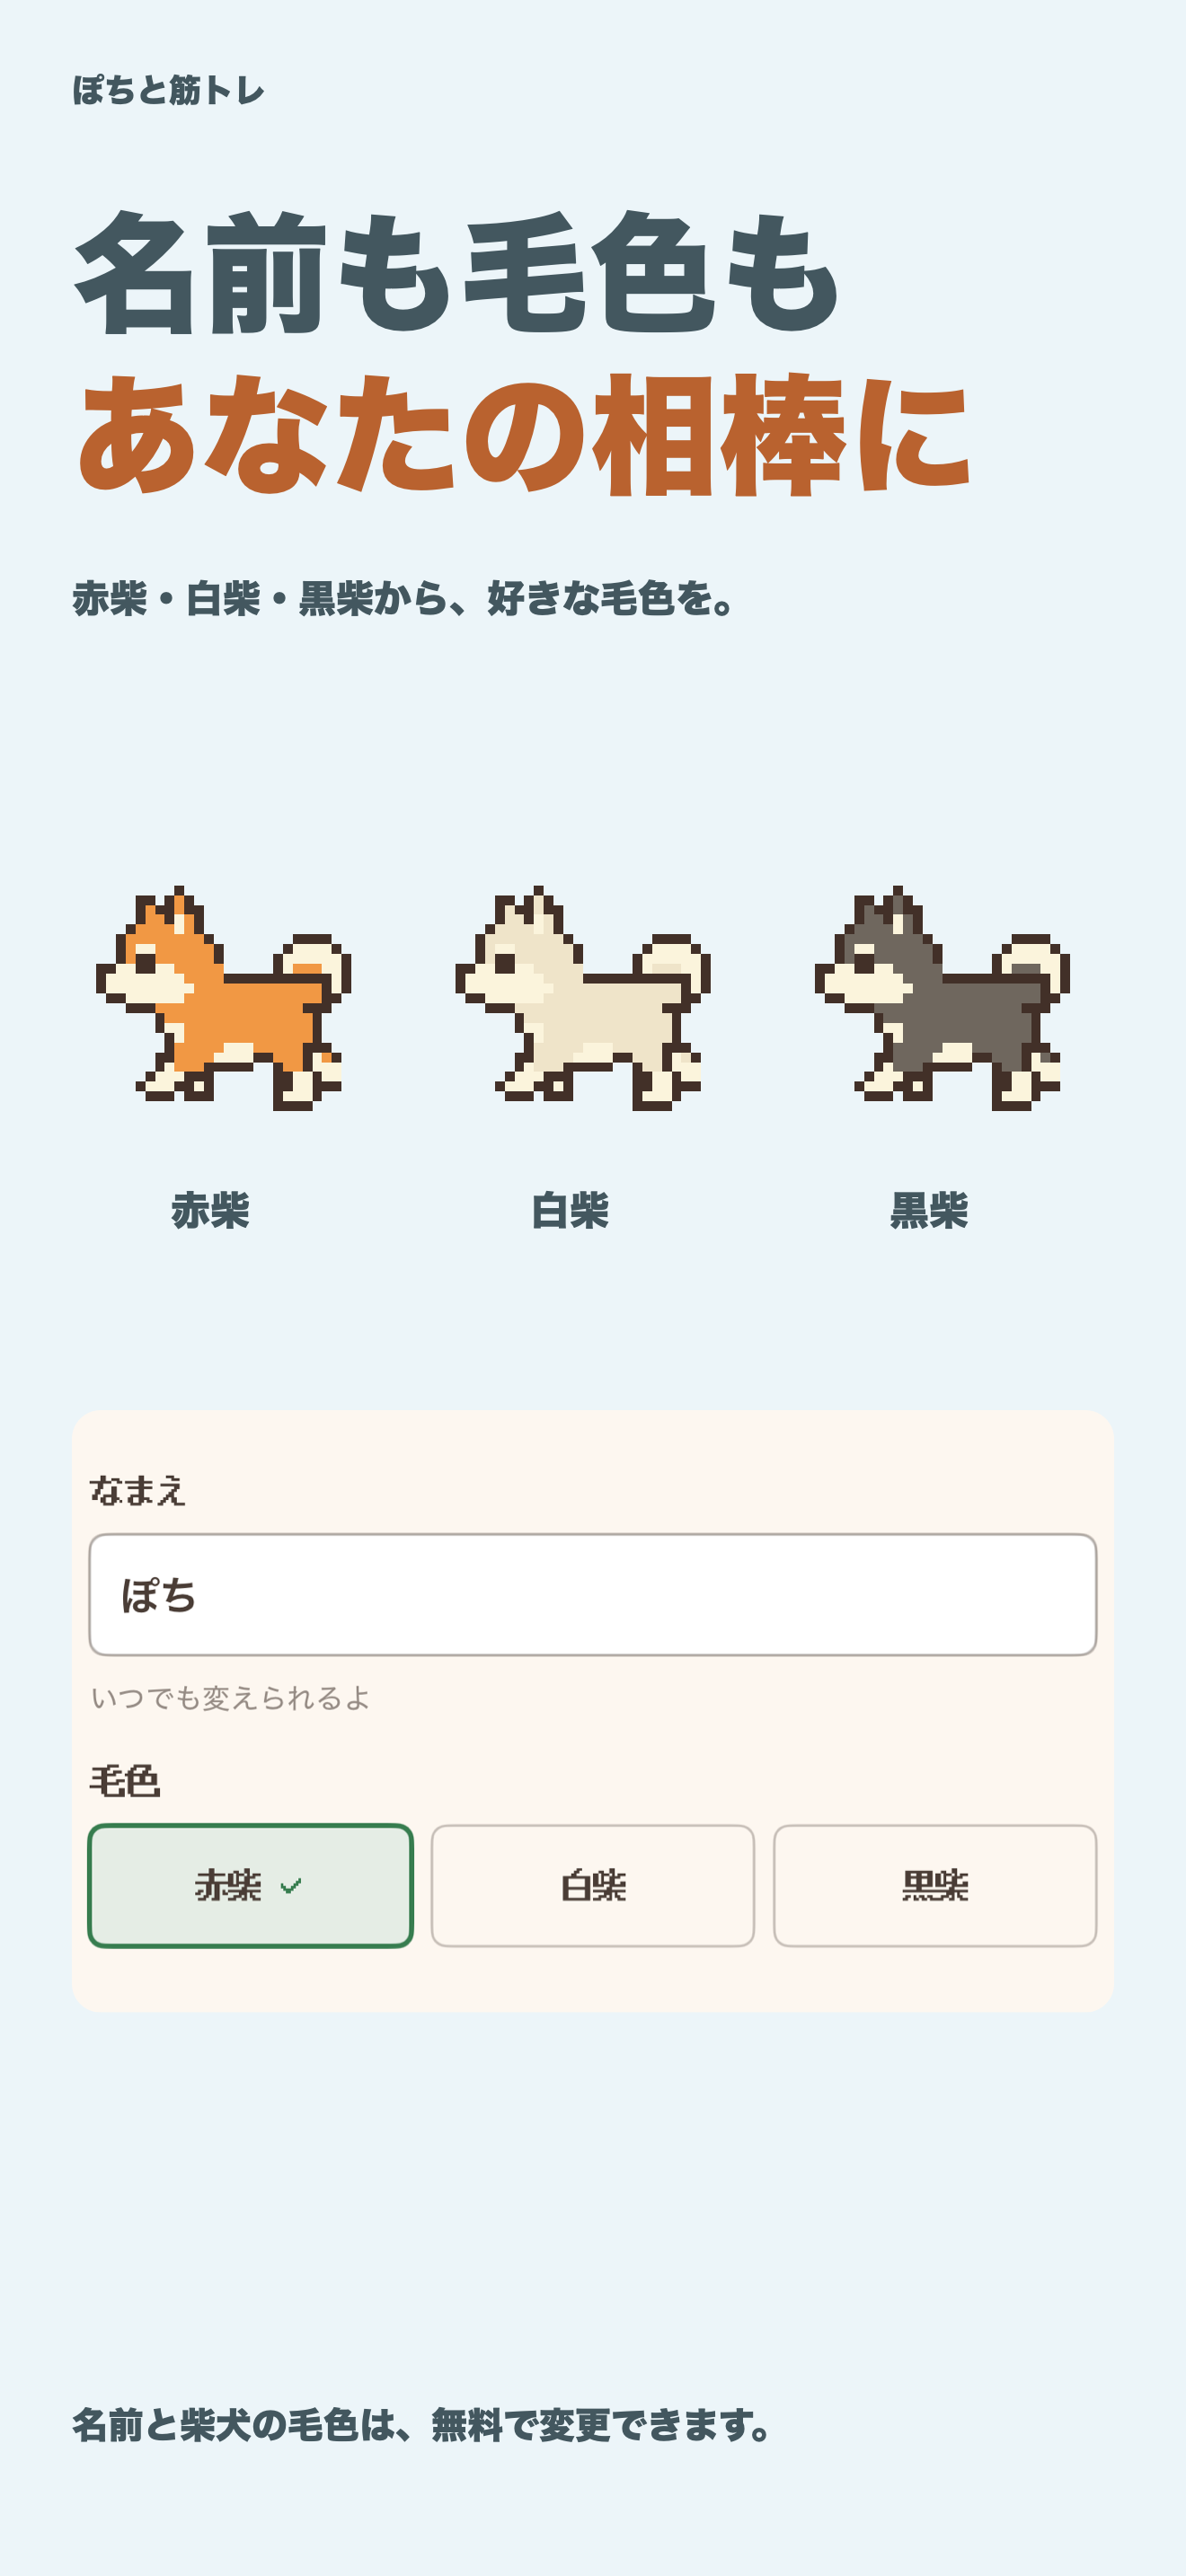 ぽちと筋トレ
名前も毛色も
あなたの相棒に
赤柴・白柴・黒柴から、好きな毛色を。
赤柴
白柴
黒柴
なまえ
ぽち
いつでも変えられるよ
毛色
赤柴 ✓
白柴
黒柴
名前と柴犬の毛色は、無料で変更できます。